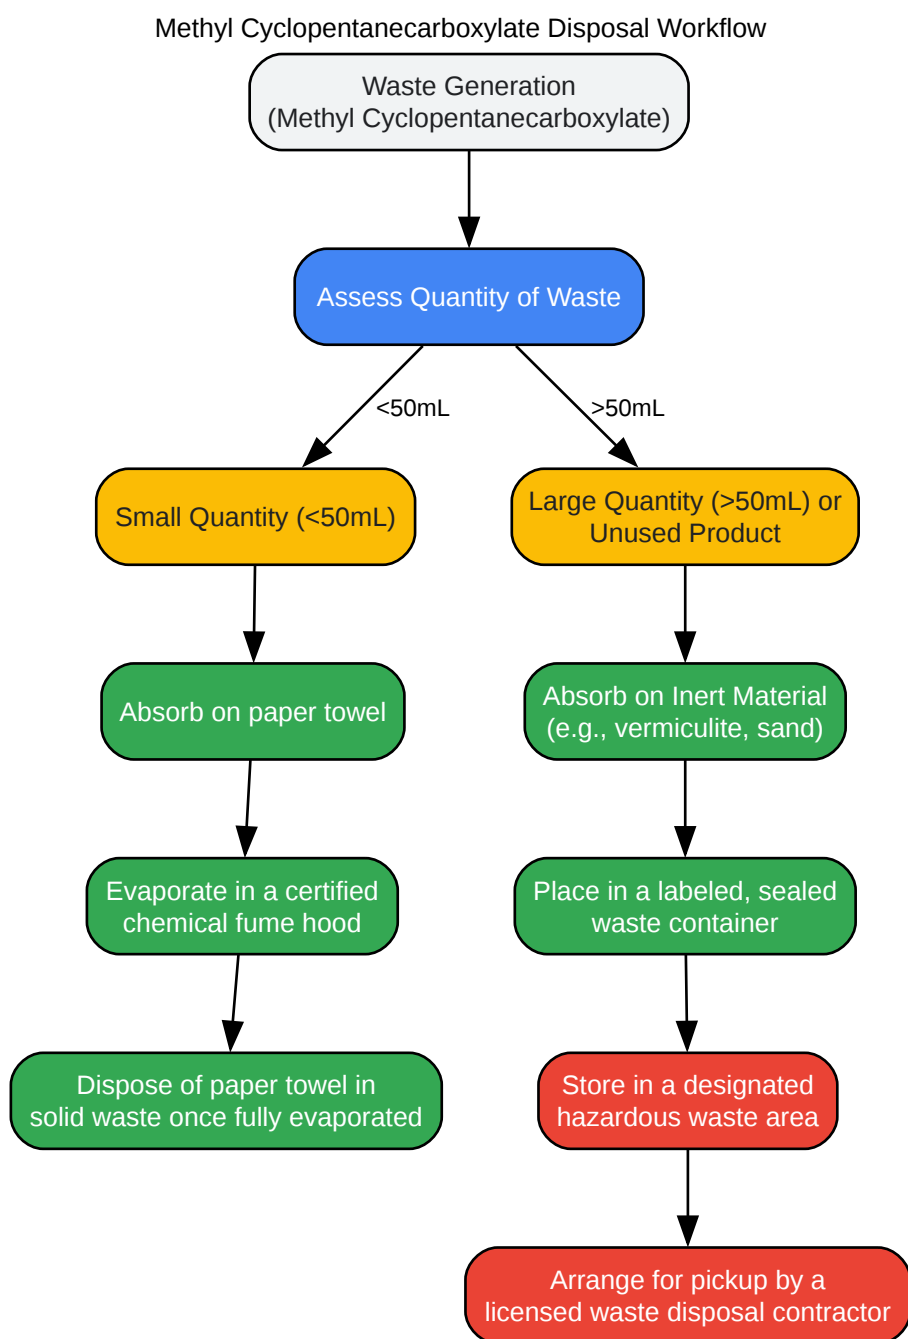 Methyl Cyclopentanecarboxylate Disposal Workflow
Waste Generation
(Methyl Cyclopentanecarboxylate)
Assess Quantity of Waste
<50mL
>50mL
Small Quantity (<50mL)
Large Quantity (>50mL) or
Unused Product
Absorb on paper towel
Absorb on Inert Material
(e.g., vermiculite, sand)
Evaporate in a certified
chemical fume hood
Place in a labeled, sealed
waste container
Dispose of paper towel in
solid waste once fully evaporated
Store in a designated
hazardous waste area
Arrange for pickup by a
licensed waste disposal contractor